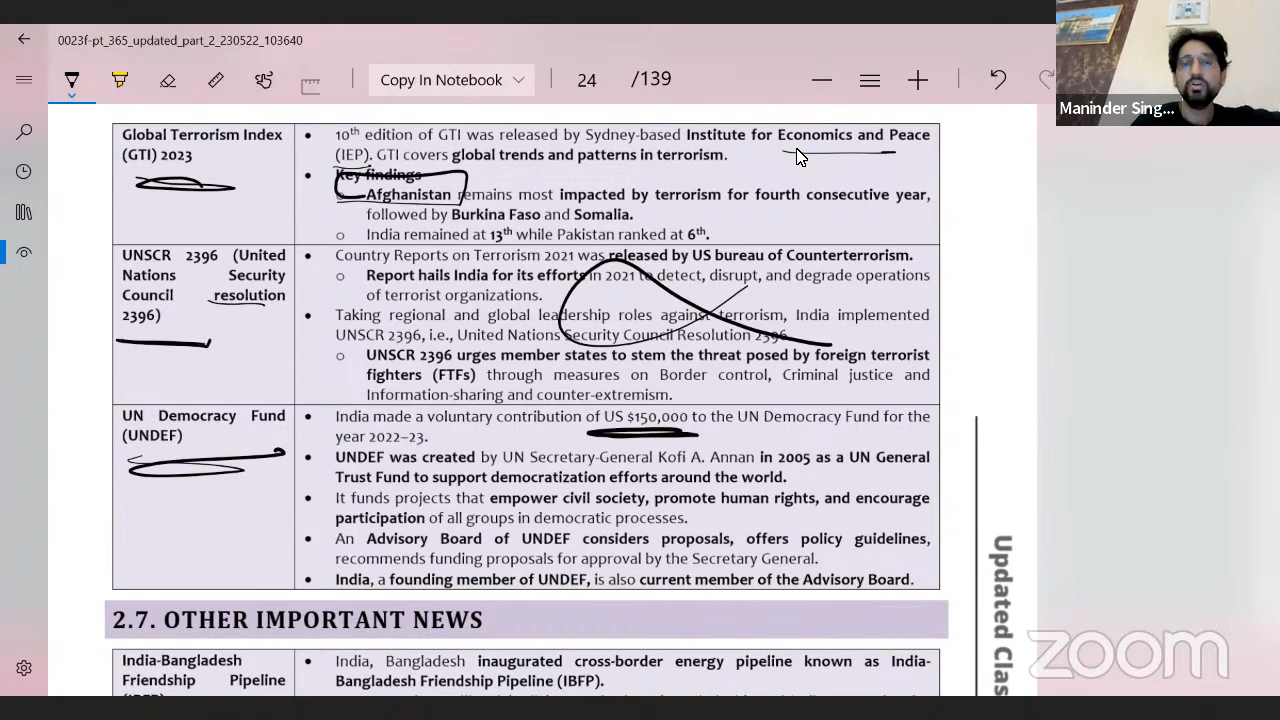 0023f-pt_365_updated_part_2_230522_103640
Copy In Notebook
24 /139
Maninder Sing...
Global Terrorism Index
(GTI) 2023
• 10th edition of GTI was released by Sydney-based Institute for Economics and Peace
(IEP). GTI covers global trends and patterns in terrorism.
• Key findings
o Afghanistan remains most impacted by terrorism for fourth consecutive year,
followed by Burkina Faso and Somalia.
o India remained at 13th while Pakistan ranked at 6th.
UNSCR 2396 (United
Nations Security
Council resolution
2396)
• Country Reports on Terrorism 2021 was released by US bureau of Counterterrorism.
o Report hails India for its efforts in 2021 to detect, disrupt, and degrade operations
of terrorist organizations.
• Taking regional and global leadership roles against terrorism, India implemented
UNSCR 2396, i.e., United Nations Security Council Resolution 2396.
o UNSCR 2396 urges member states to stem the threat posed by foreign terrorist
fighters (FTFs) through measures on Border control, Criminal justice and
Information-sharing and counter-extremism.
UN Democracy Fund
(UNDEF)
• India made a voluntary contribution of US $150,000 to the UN Democracy Fund for the
year 2022–23.
• UNDEF was created by UN Secretary-General Kofi A. Annan in 2005 as a UN General
Trust Fund to support democratization efforts around the world.
• It funds projects that empower civil society, promote human rights, and encourage
participation of all groups in democratic processes.
• An Advisory Board of UNDEF considers proposals, offers policy guidelines,
recommends funding proposals for approval by the Secretary General.
• India, a founding member of UNDEF, is also current member of the Advisory Board.
2.7. OTHER IMPORTANT NEWS
India-Bangladesh
Friendship Pipeline
• India, Bangladesh inaugurated cross-border energy pipeline known as India-
Bangladesh Friendship Pipeline (IBFP).
Updated Clas
zoom